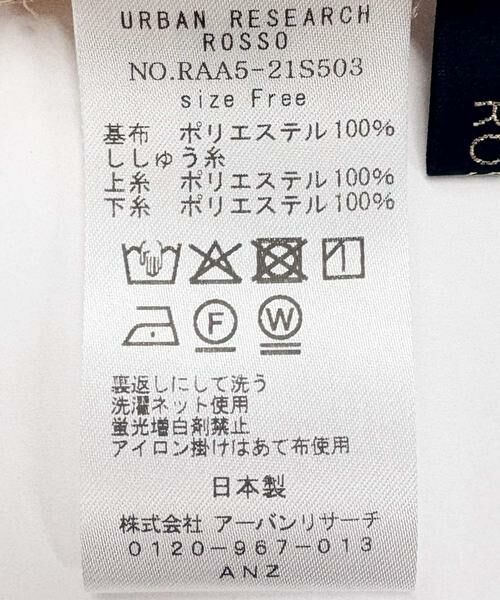 URBAN RESEARCH
ROSSO
NO.RAA5-21S503
size Free
基布 ポリエステル100%
ししゅう糸
上糸 ポリエステル100%
下糸 ポリエステル100%
F W
裏返しにして洗う
洗濯ネット使用
蛍光増白剤禁止
アイロン掛けはあて布使用
日本製
株式会社 アーバンリサーチ
0120-967-013
ANZ
RO